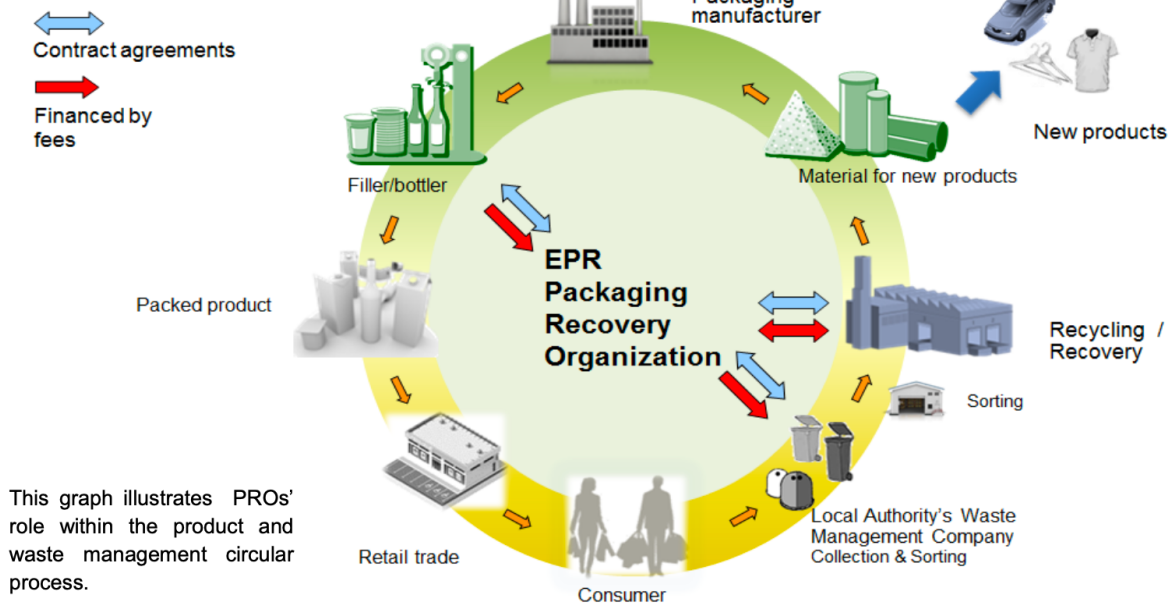 Packaging
manufacturer
Contract agreements
Financed by
fees
New products
Material for new products
Filler/bottler
EPR
Packaging
Recovery
Organization
Packed product
Recycling /
Recovery
Sorting
This graph illustrates PROs'
role within the product and
waste management circular
process.
Local Authority's Waste
Management Company
Collection & Sorting
Retail trade
Consumer